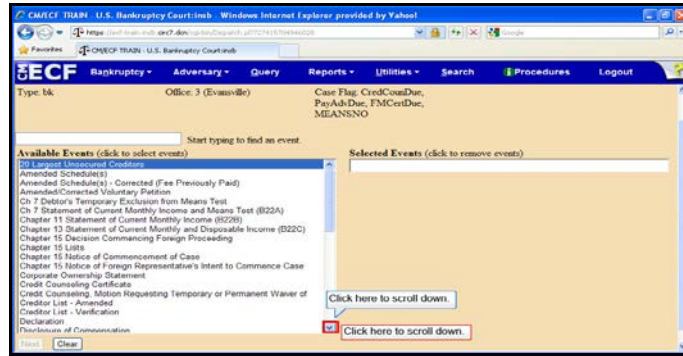 CM/ECF TRAIN - U.S. Bankruptcy Court:insb - Windows Internet Explorer provided by Yahoo!
Google
Favorites CM/ECF TRAIN - U.S. Bankruptcy Court:insb
ECF Bankruptcy Adversary Query Reports Utilities Search Procedures Logout ?
Type: bk Office: 3 (Evansville) Case Flag: CredCounDue,
PayAdvDue, FMCertDue,
MEANSNO
Start typing to find an event.
Available Events (click to select events) Selected Events (click to remove events)
20 Largest Unsecured Creditors
Amended Schedule(s)
Amended Schedule(s) - Corrected (Fee Previously Paid)
Amended/Corrected Voluntary Petition
Ch 7 Debtor's Temporary Exclusion from Means Test
Ch 7 Statement of Current Monthly Income and Means Test (B22A)
Chapter 11 Statement of Current Monthly Income (B22B)
Chapter 13 Statement of Current Monthly and Disposable Income (B22C)
Chapter 15 Decision Commencing Foreign Proceeding
Chapter 15 Lists
Chapter 15 Notice of Commencement of Case
Chapter 15 Notice of Foreign Representative's Intent to Commence Case
Corporate Ownership Statement
Credit Counseling Certificate
Credit Counseling, Motion Requesting Temporary or Permanent Waiver of
Creditor List - Amended
Creditor List - Verification
Declaration
Disclosure of Compensation
Click here to scroll down.
Click here to scroll down.
Next Clear